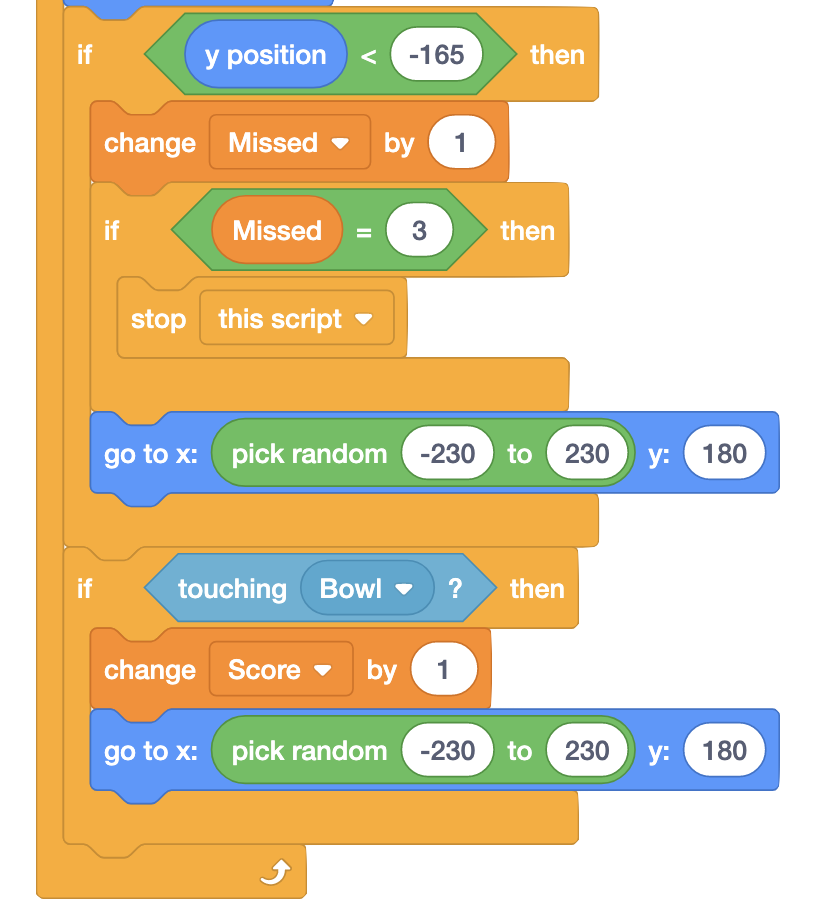 if y position < -165 then
change Missed by 1
if Missed = 3 then
stop this script
go to x: pick random -230 to 230 y: 180
if touching Bowl ? then
change Score by 1
go to x: pick random -230 to 230 y: 180